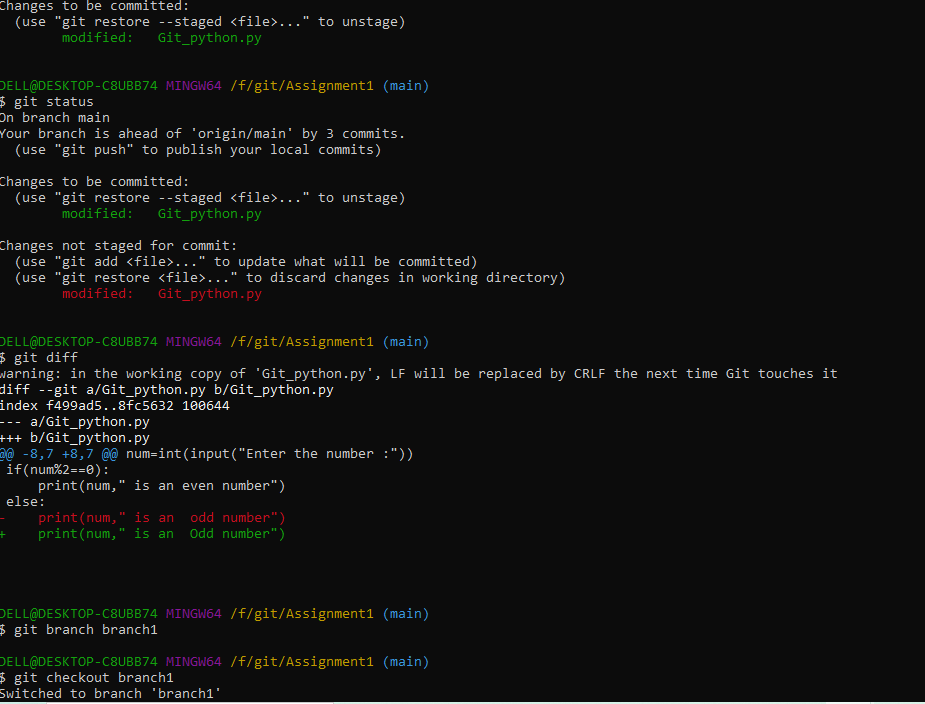 Changes to be committed:
  (use "git restore --staged <file>..." to unstage)
        modified:   Git_python.py

DELL@DESKTOP-C8UBB74 MINGW64 /f/git/Assignment1 (main)
$ git status
On branch main
Your branch is ahead of 'origin/main' by 3 commits.
  (use "git push" to publish your local commits)

Changes to be committed:
  (use "git restore --staged <file>..." to unstage)
        modified:   Git_python.py

Changes not staged for commit:
  (use "git add <file>..." to update what will be committed)
  (use "git restore <file>..." to discard changes in working directory)
        modified:   Git_python.py

DELL@DESKTOP-C8UBB74 MINGW64 /f/git/Assignment1 (main)
$ git diff
warning: in the working copy of 'Git_python.py', LF will be replaced by CRLF the next time Git touches it
diff --git a/Git_python.py b/Git_python.py
index f499ad5..8fc5632 100644
--- a/Git_python.py
+++ b/Git_python.py
@@ -8,7 +8,7 @@ num=int(input("Enter the number :"))
 if(num%2==0):
     print(num," is an even number")
 else:
-    print(num," is an  odd number")
+    print(num," is an  Odd number")

DELL@DESKTOP-C8UBB74 MINGW64 /f/git/Assignment1 (main)
$ git branch branch1

DELL@DESKTOP-C8UBB74 MINGW64 /f/git/Assignment1 (main)
$ git checkout branch1
Switched to branch 'branch1'